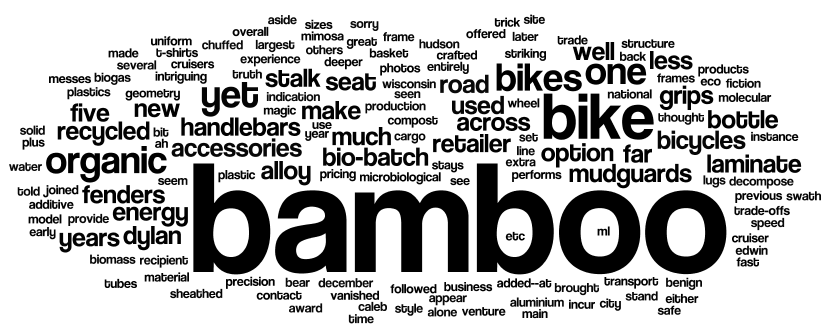 aside sizes sorry trick site
overall mimosa great frame hudson offered later
uniform chuffed largest others basket crafted striking trade well structure
made t-shirts experience deeper entirely back less
several cruisers truth photos wisconsin road bikes one frames products
messes biogas intriguing yet stalk seat seen national eco fiction
plastics geometry indication magic make production used wheel bike grips molecular
five new handlebars use year much compost across thought bottle
solid plus recycled bit ah accessories cargo retailer set line option far bicycles instance
water organic alloy bio-batch stays extra performs mudguards laminate
seem plastic pricing microbiological see lugs decompose
told joined fenders bamboo previous swath
additive energy trade-offs
model provide etc ml speed
early years dylan cruiser
biomass recipient edwin
fast
tubes material precision bear december followed business added--at brought transport benign
sheathed contact vanished appear aluminium incur city stand either
award caleb style alone venture main safe
time